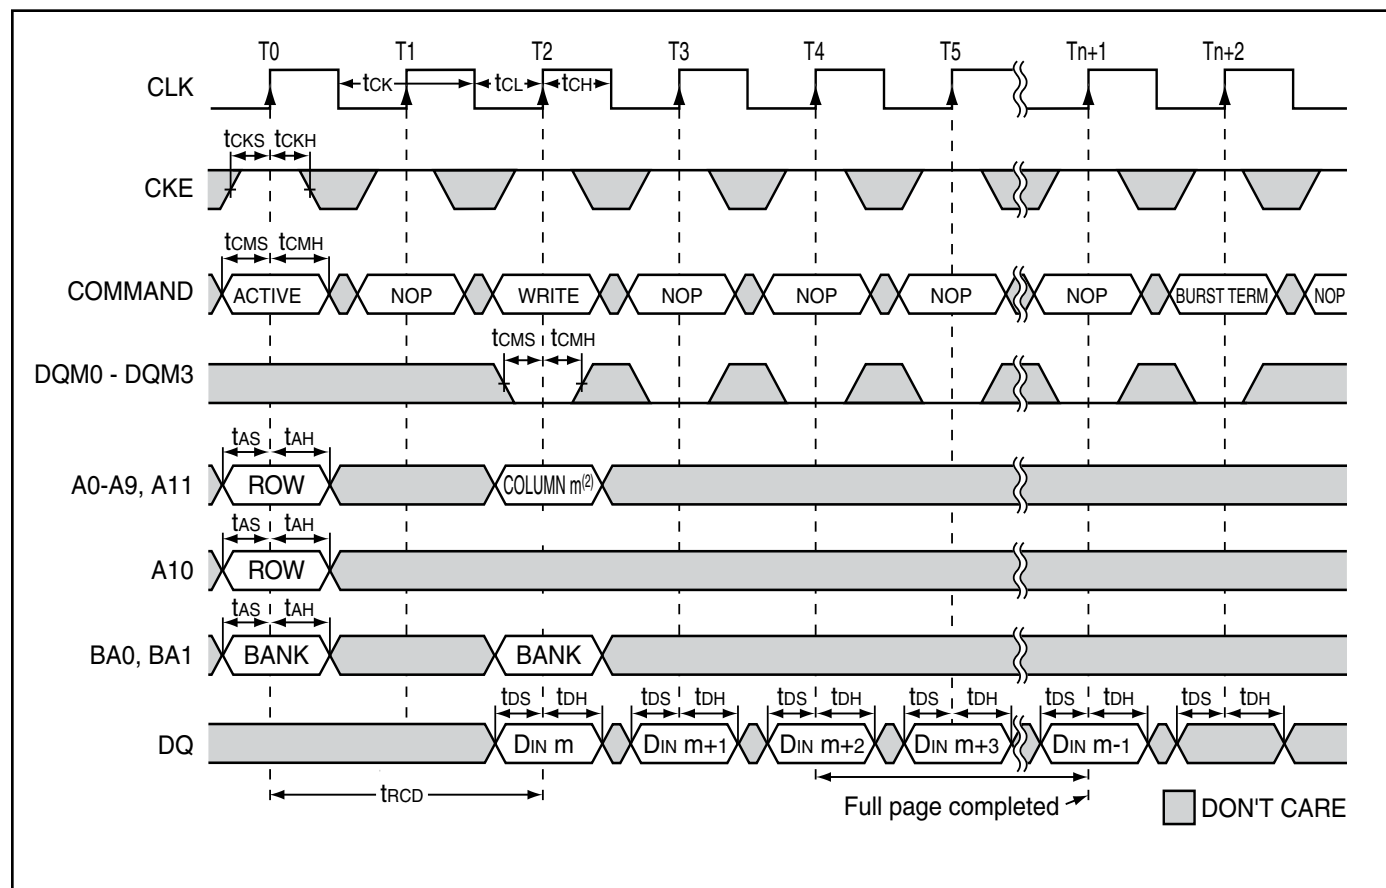 T0 T1 T2 T3 T4 T5 Tn+1 Tn+2
CLK tCK tCL tCH
tCKS tCKH
CKE
tCMS tCMH
COMMAND ACTIVE NOP WRITE NOP NOP NOP NOP BURST TERM NOP
tCMS tCMH
DQM0 - DQM3
tAS tAH
A0-A9, A11 ROW COLUMN m(2)
tAS tAH
A10 ROW
tAS tAH
BA0, BA1 BANK BANK
tDS tDH tDS tDH tDS tDH tDS tDH tDS tDH tDS tDH
DQ DIN m DIN m+1 DIN m+2 DIN m+3 DIN m-1
tRCD
Full page completed
DON'T CARE